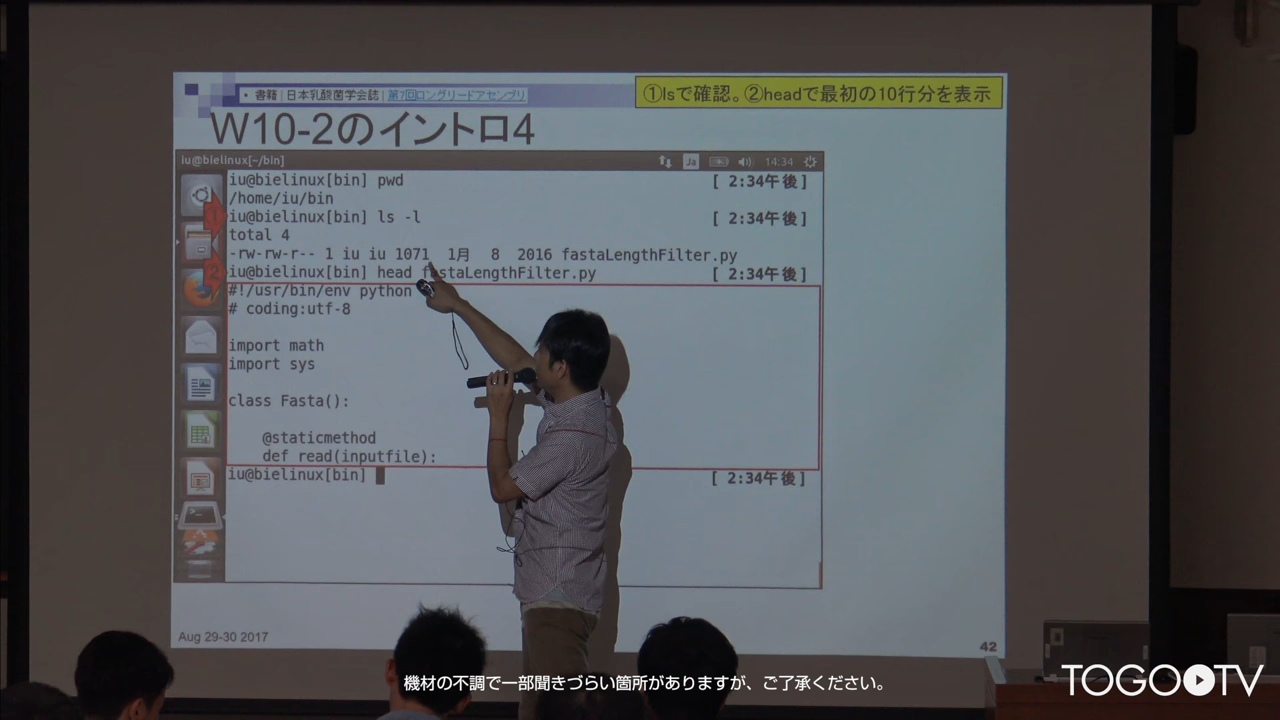 ・ 書籍 | 日本乳酸菌学会誌 | 第7回ロングリードアセンブリ
①lsで確認。②headで最初の10行分を表示
W10-2のイントロ4
iu@bielinux[~/bin]
Ja
14:34
iu@bielinux[bin] pwd [ 2:34午後]
/home/iu/bin
1
iu@bielinux[bin] ls -l [ 2:34午後]
total 4
-rw-rw-r-- 1 iu iu 1071 1月 8 2016 fastaLengthFilter.py
2
iu@bielinux[bin] head fastaLengthFilter.py [ 2:34午後]
#!/usr/bin/env python
# coding:utf-8
import math
import sys
class Fasta():
@staticmethod
def read(inputfile):
iu@bielinux[bin] [ 2:34午後]
Aug 29-30 2017
42
機材の不調で一部聞きづらい箇所がありますが、ご了承ください。
TOGOTV